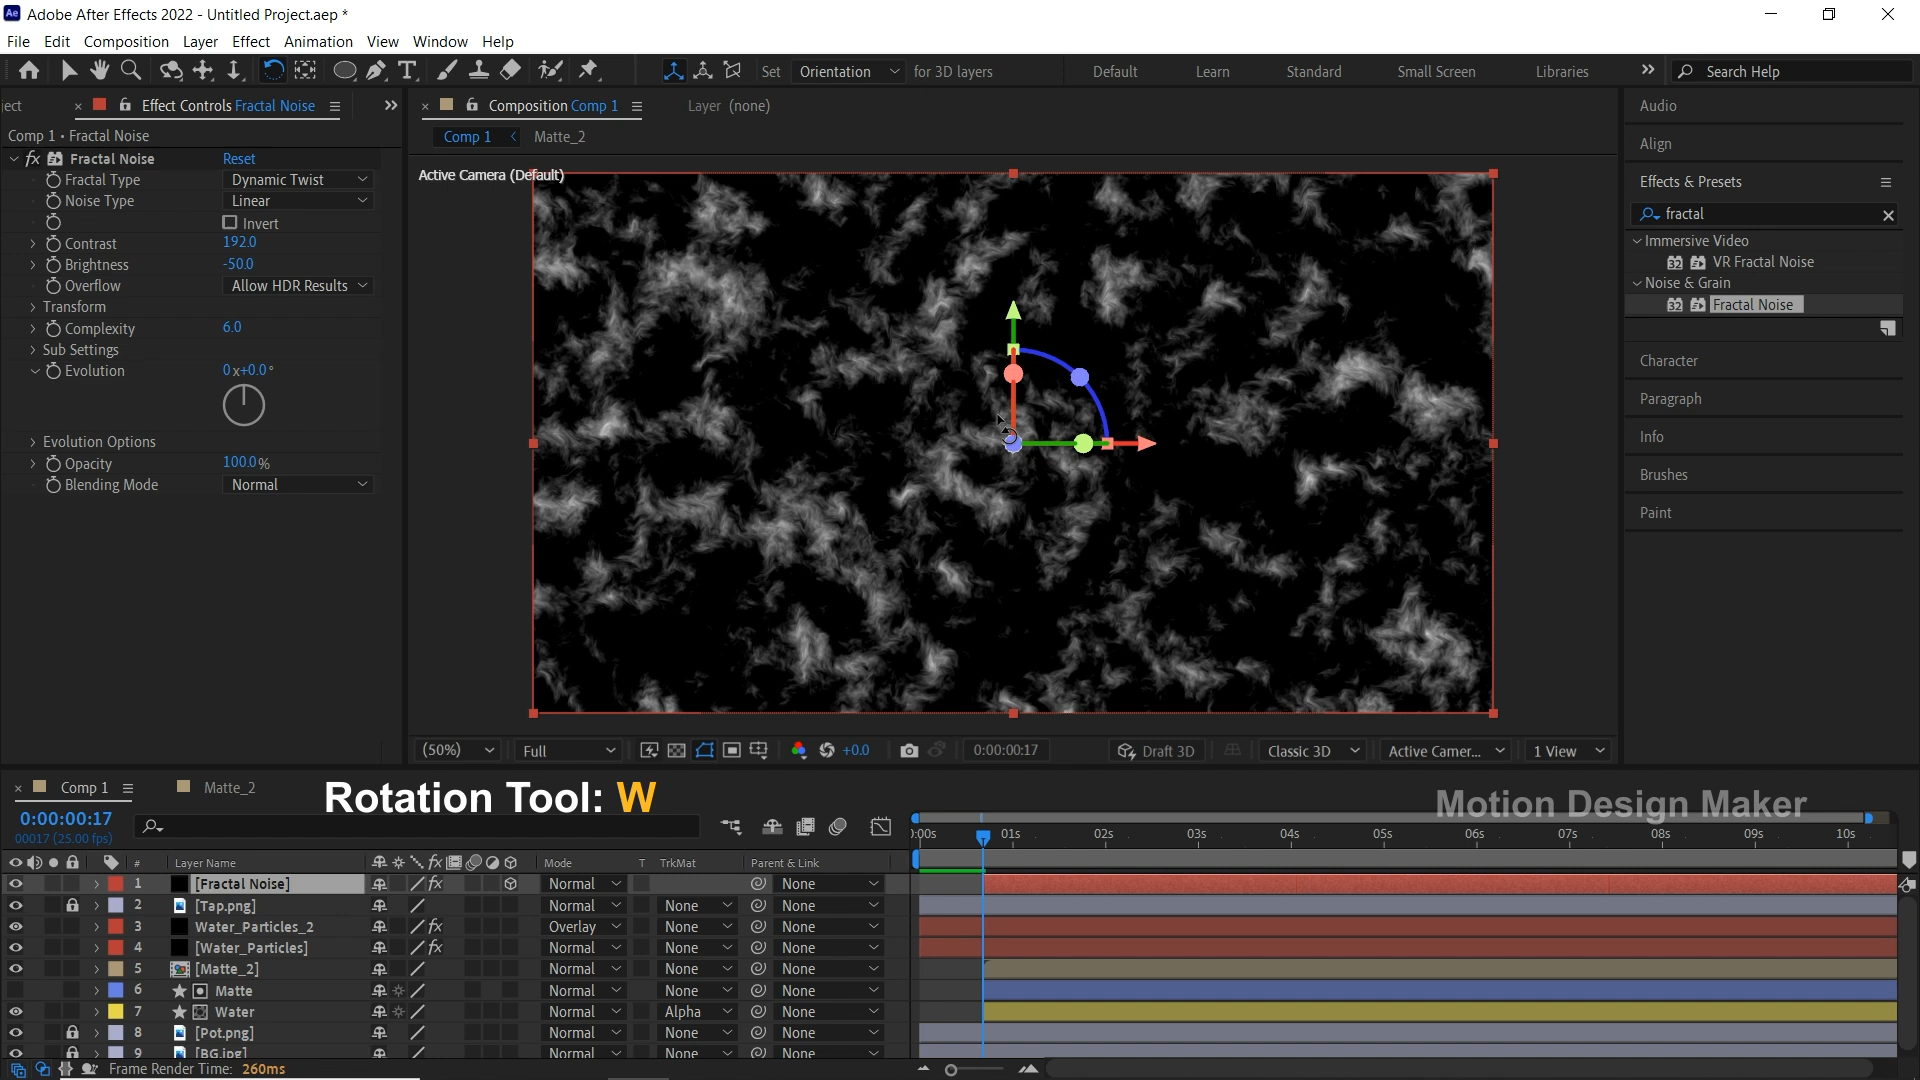 Adobe After Effects 2022 - Untitled Project.aep *
File Edit Composition Layer Effect Animation View Window Help
Set Orientation for 3D layers Default Learn Standard Small Screen Libraries Search Help
ject Effect Controls Fractal Noise
Composition Comp 1 Layer (none)
Comp 1 • Fractal Noise
Comp 1 Matte_2
fx Fractal Noise Reset
Fractal Type Dynamic Twist
Noise Type Linear
Invert
Contrast 192.0
Brightness -50.0
Overflow Allow HDR Results
Transform
Complexity 6.0
Sub Settings
Evolution 0x+0.0°
Evolution Options
Opacity 100.0%
Blending Mode Normal
Active Camera (Default)
(50%) Full +0.0 0:00:00:17 Draft 3D Classic 3D Active Camer... 1 View
Audio
Align
Effects & Presets
fractal
Immersive Video
32 VR Fractal Noise
Noise & Grain
32 Fractal Noise
Character
Paragraph
Info
Brushes
Paint
Comp 1 Matte_2
Rotation Tool: W
Motion Design Maker
0:00:00:17
00017 (25.00 fps)
):00s 01s 02s 03s 04s 05s 06s 07s 08s 09s 10s
# Layer Name fx Mode T TrkMat Parent & Link
1 [Fractal Noise] fx Normal None
2 [Tap.png] Normal None None
3 Water_Particles_2 fx Overlay None None
4 [Water_Particles] fx Normal None None
5 [Matte_2] Normal None None
6 Matte Normal None None
7 Water Normal Alpha None
8 [Pot.png] Normal None None
9 [BG.jpg] Normal None None
Frame Render Time: 260ms